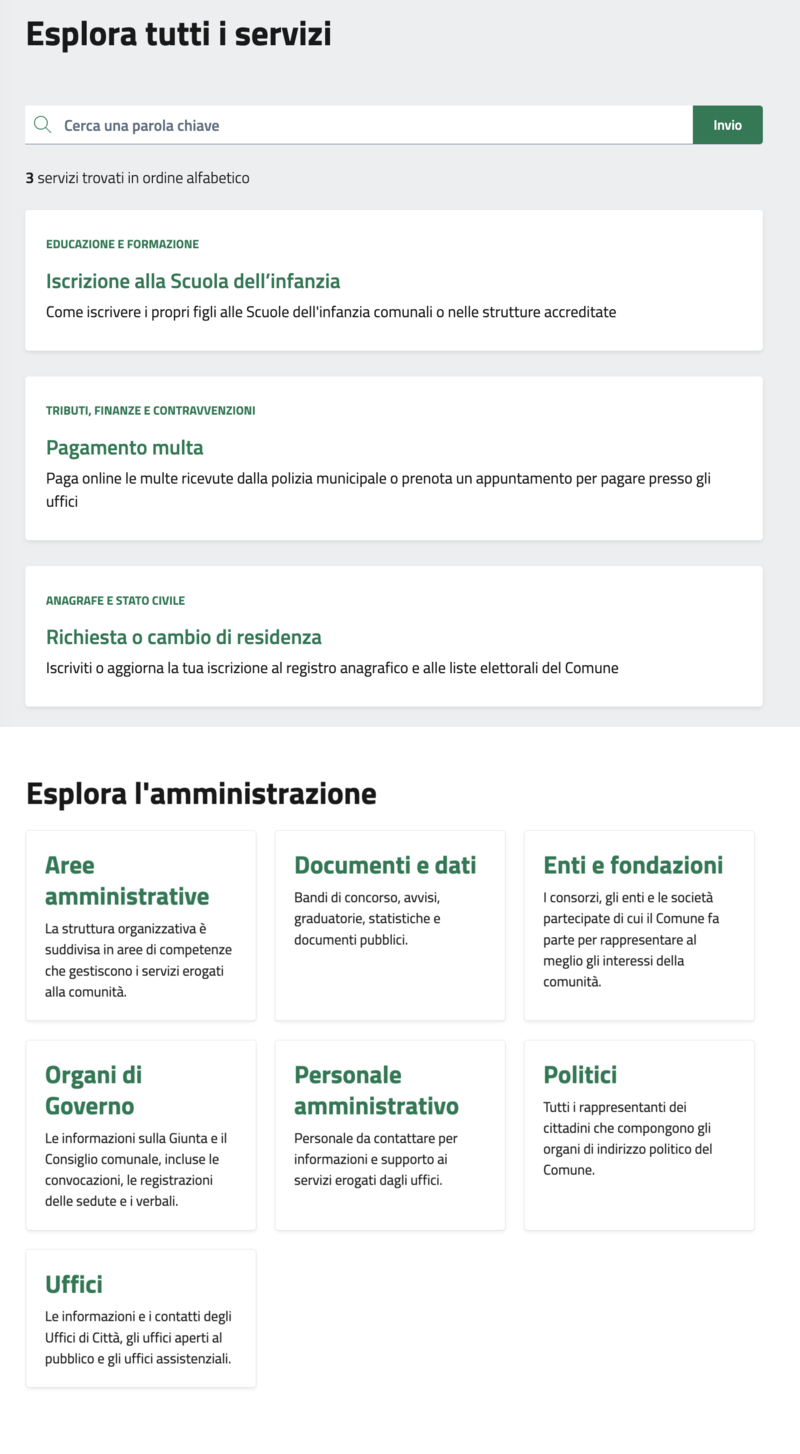 Esplora tutti i servizi
Cerca una parola chiave
Invio
3 servizi trovati in ordine alfabetico
EDUCAZIONE E FORMAZIONE
Iscrizione alla Scuola dell’infanzia
Come iscrivere i propri figli alle Scuole dell'infanzia comunali o nelle strutture accreditate
TRIBUTI, FINANZE E CONTRAVVENZIONI
Pagamento multa
Paga online le multe ricevute dalla polizia municipale o prenota un appuntamento per pagare presso gli
uffici
ANAGRAFE E STATO CIVILE
Richiesta o cambio di residenza
Iscriviti o aggiorna la tua iscrizione al registro anagrafico e alle liste elettorali del Comune
Esplora l'amministrazione
Aree
amministrative
La struttura organizzativa è
suddivisa in aree di competenze
che gestiscono i servizi erogati
alla comunità.
Documenti e dati
Bandi di concorso, avvisi,
graduatorie, statistiche e
documenti pubblici.
Enti e fondazioni
I consorzi, gli enti e le società
partecipate di cui il Comune fa
parte per rappresentare al
meglio gli interessi della
comunità.
Organi di
Governo
Le informazioni sulla Giunta e il
Consiglio comunale, incluse le
convocazioni, le registrazioni
delle sedute e i verbali.
Personale
amministrativo
Personale da contattare per
informazioni e supporto ai
servizi erogati dagli uffici.
Politici
Tutti i rappresentanti dei
cittadini che compongono gli
organi di indirizzo politico del
Comune.
Uffici
Le informazioni e i contatti degli
Uffici di Città, gli uffici aperti al
pubblico e gli uffici assistenziali.